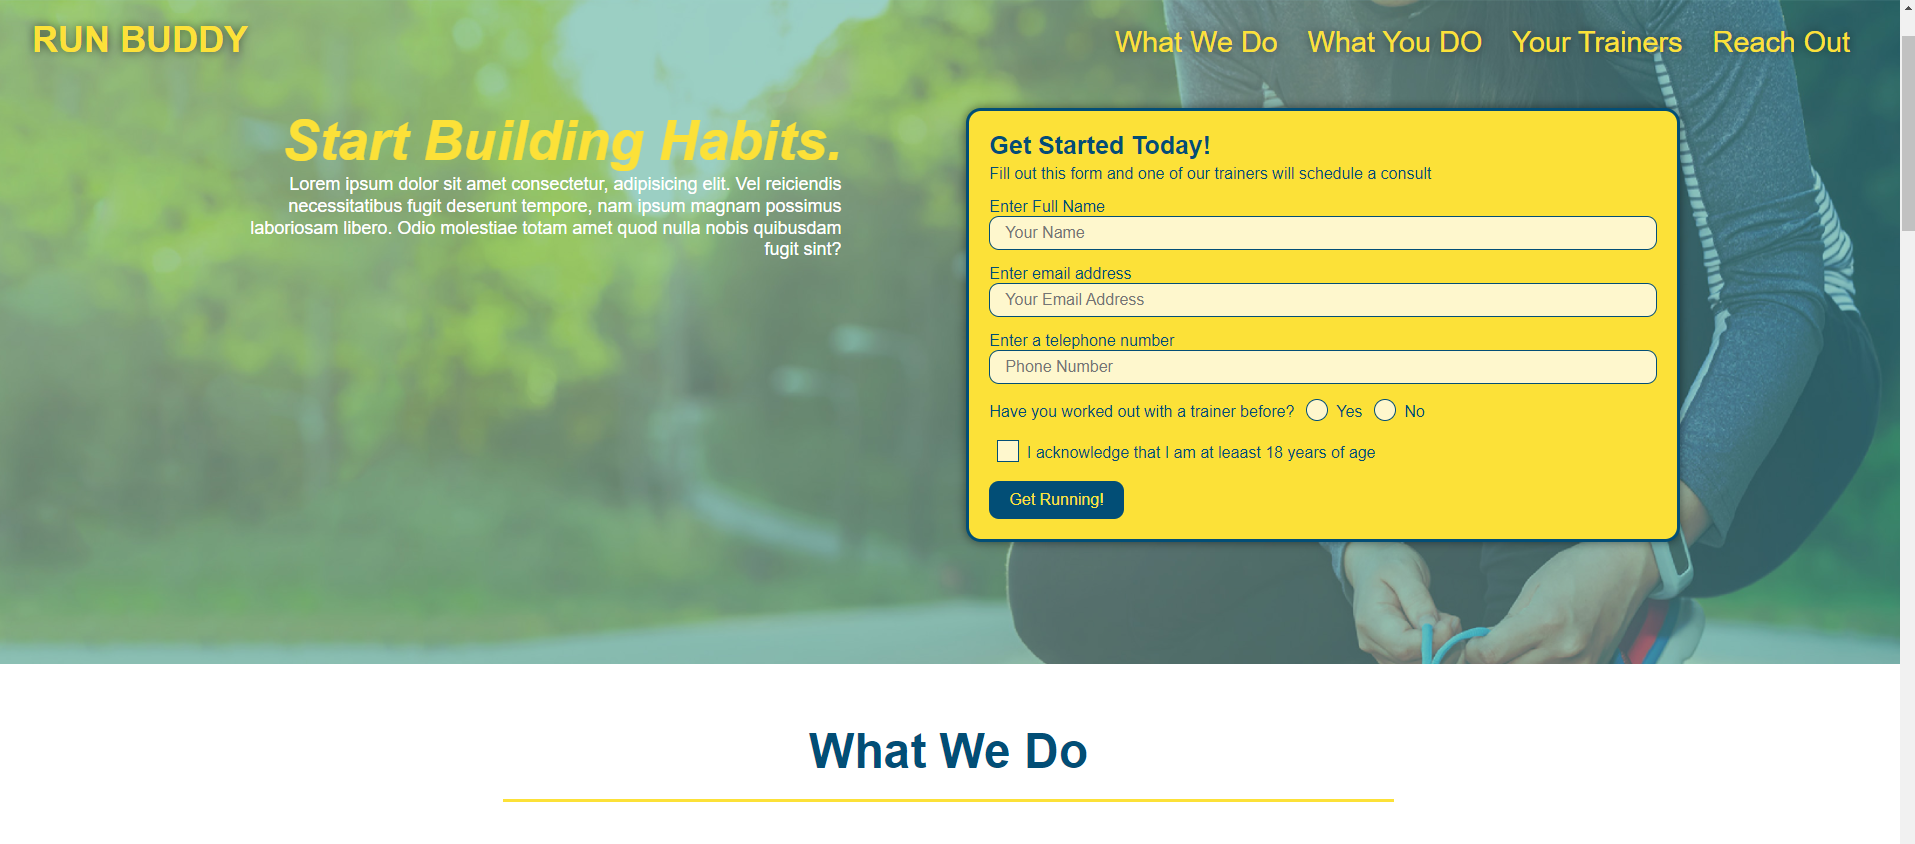 RUN BUDDY
What We Do
What You DO
Your Trainers
Reach Out
Start Building Habits.
Lorem ipsum dolor sit amet consectetur, adipisicing elit. Vel reiciendis
necessitatibus fugit deserunt tempore, nam ipsum magnam possimus
laboriosam libero. Odio molestiae totam amet quod nulla nobis quibusdam
fugit sint?
Get Started Today!
Fill out this form and one of our trainers will schedule a consult
Enter Full Name
Your Name
Enter email address
Your Email Address
Enter a telephone number
Phone Number
Have you worked out with a trainer before? Yes No
I acknowledge that I am at leaast 18 years of age
Get Running!
What We Do